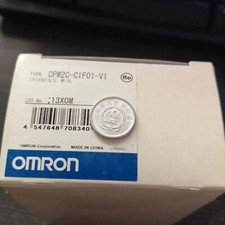 TYPE CPM2C-CIF01-V1
LOT No. ;13X0M
4 547648 708340
OMRON
OMRON Corporation MADE IN CHINA